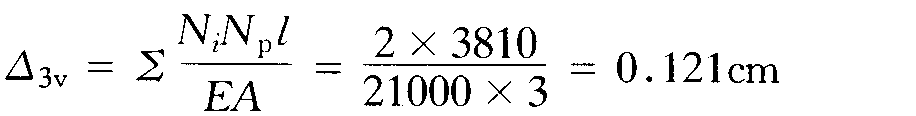 Δ₃ᵥ = Σ NᵢNₚl / EA = 2 × 3810 / 21000 × 3 = 0.121cm